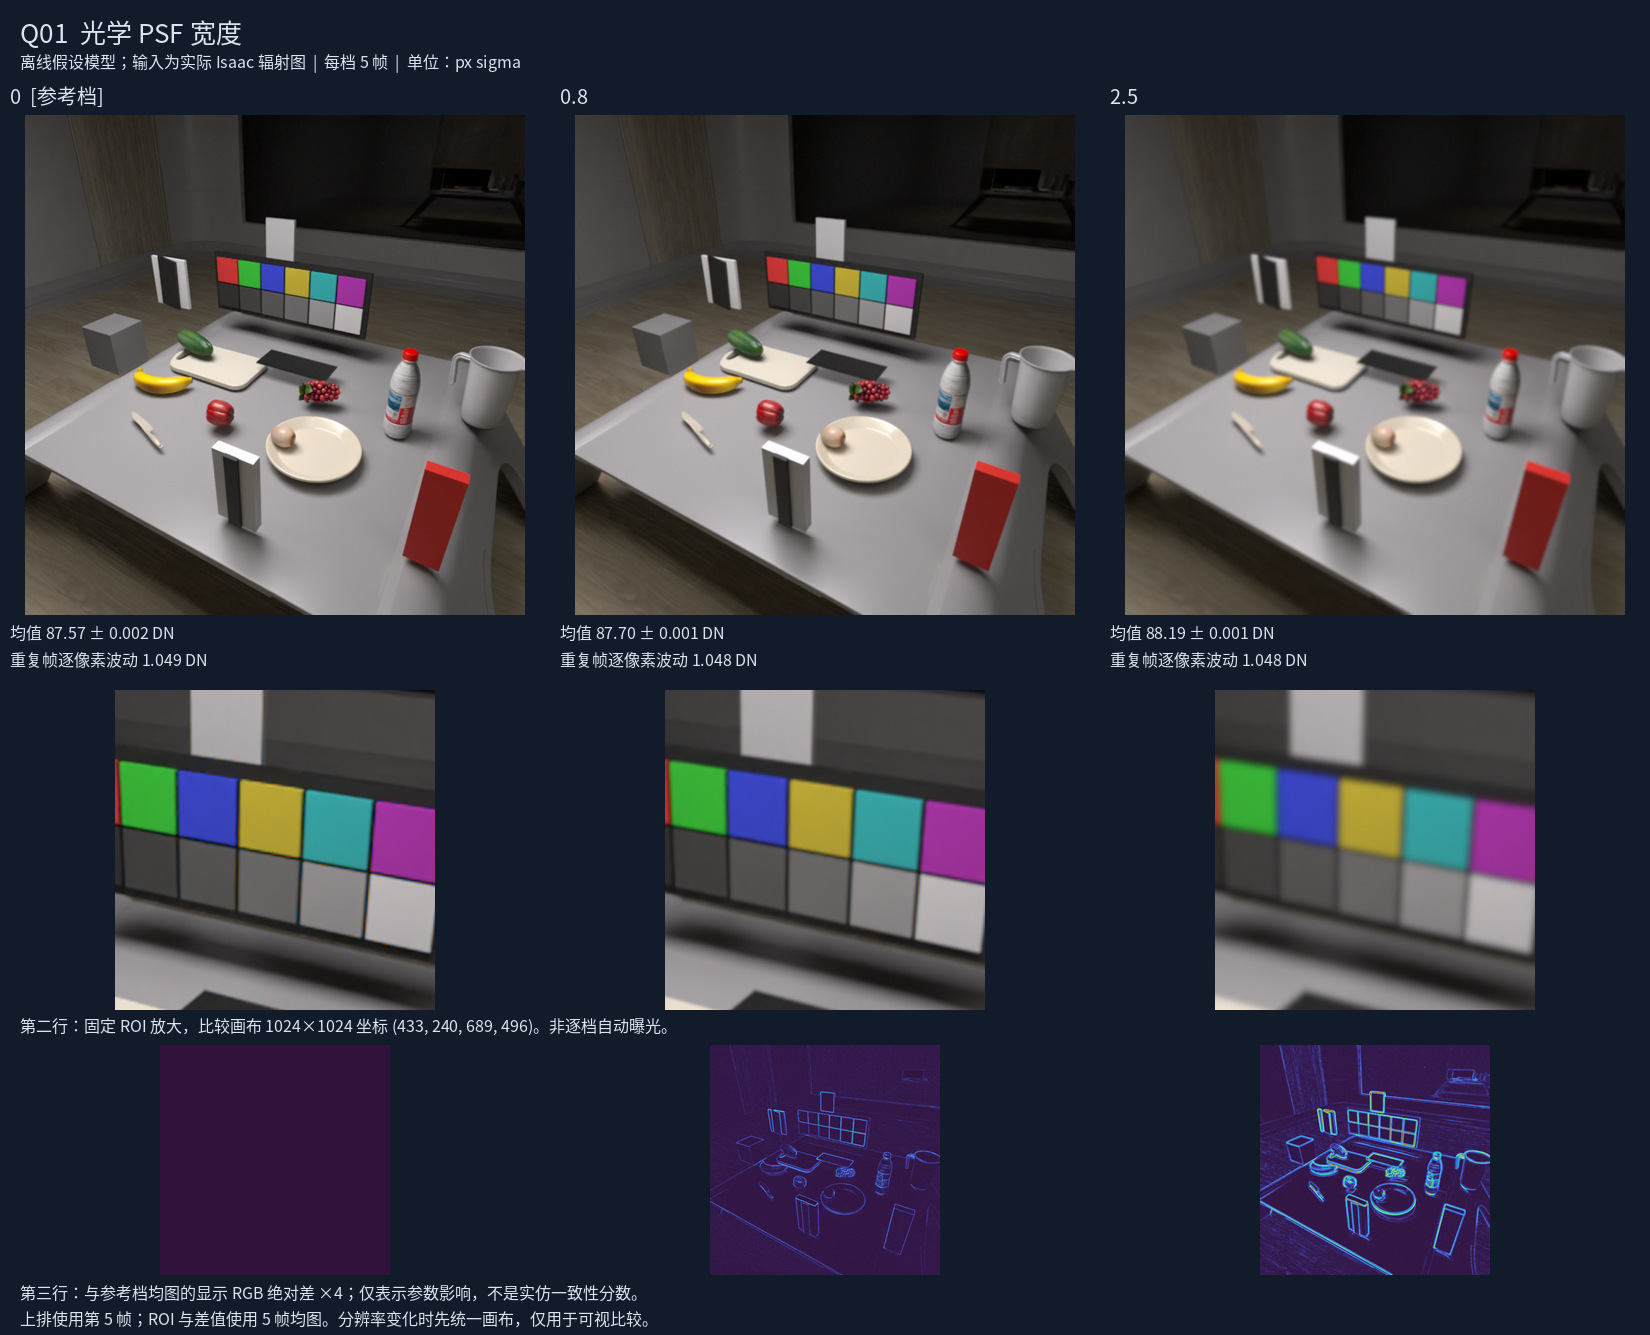 Q01 光学 PSF 宽度
离线假设模型；输入为实际 Isaac 辐射图 | 每档 5 帧 | 单位：px sigma
0 [参考档]
0.8
2.5
均值 87.57 ± 0.002 DN
重复帧逐像素波动 1.049 DN
均值 87.70 ± 0.001 DN
重复帧逐像素波动 1.048 DN
均值 88.19 ± 0.001 DN
重复帧逐像素波动 1.048 DN
第二行：固定 ROI 放大，比较画布 1024×1024 坐标 (433, 240, 689, 496)。非逐档自动曝光。
第三行：与参考档均图的显示 RGB 绝对差 ×4；仅表示参数影响，不是实仿一致性分数。
上排使用第 5 帧；ROI 与差值使用 5 帧均图。分辨率变化时先统一画布，仅用于可视比较。